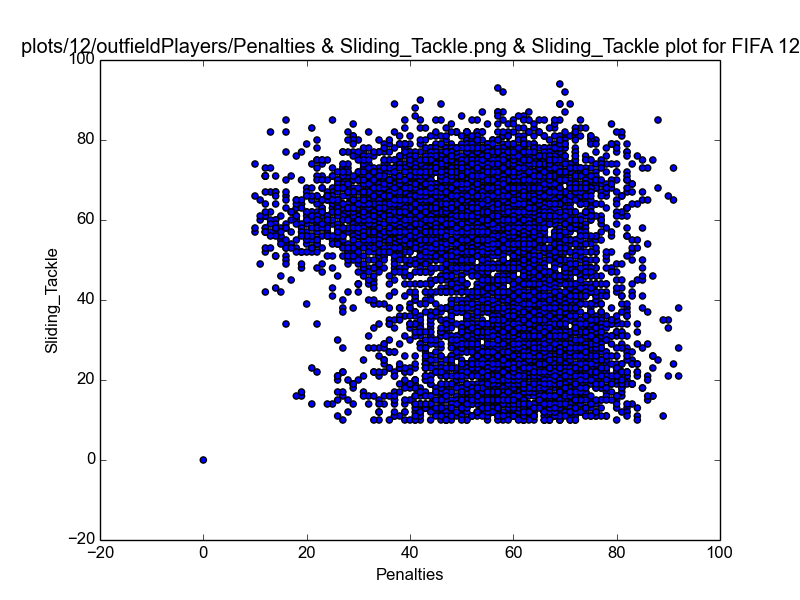 plots/12/outfieldPlayers/Penalties & Sliding_Tackle.png & Sliding_Tackle plot for FIFA 12
100
80
60
40
20
0
−20
Sliding_Tackle
−20 0 20 40 60 80 100
Penalties